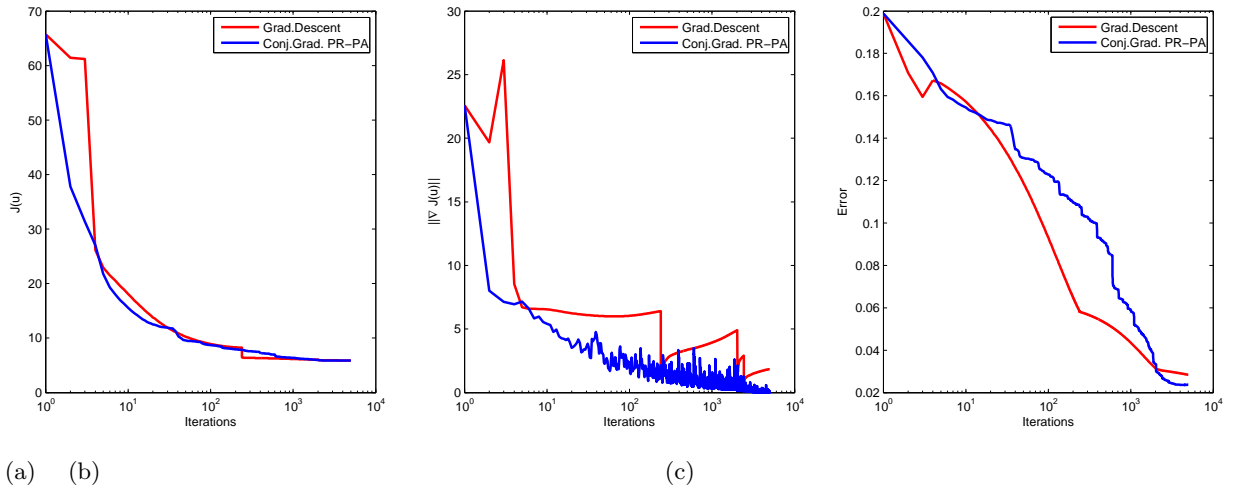 70
60
50
40
30
20
10
0
J(u)
10^0 10^1 10^2 10^3 10^4
Iterations
Grad.Descent
Conj.Grad. PR−PA
30
25
20
15
10
5
0
||∇ J(u)||
10^0 10^1 10^2 10^3 10^4
Iterations
Grad.Descent
Conj.Grad. PR−PA
0.2
0.18
0.16
0.14
0.12
0.1
0.08
0.06
0.04
0.02
Error
10^0 10^1 10^2 10^3 10^4
Iterations
Grad.Descent
Conj.Grad. PR−PA
(a) (b) (c)